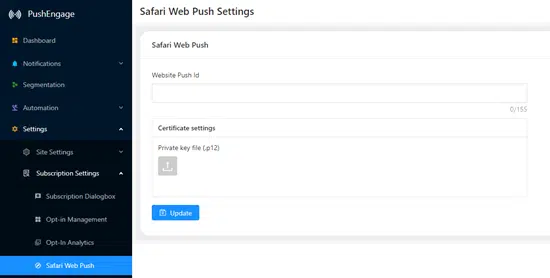 PushEngage
Dashboard
Notifications
Segmentation
Automation
Settings
Site Settings
Subscription Settings
Subscription Dialogbox
Opt-in Management
Opt-In Analytics
Safari Web Push
Safari Web Push Settings
Safari Web Push
Website Push Id
0/155
Certificate settings
Private key file (.p12)
Update